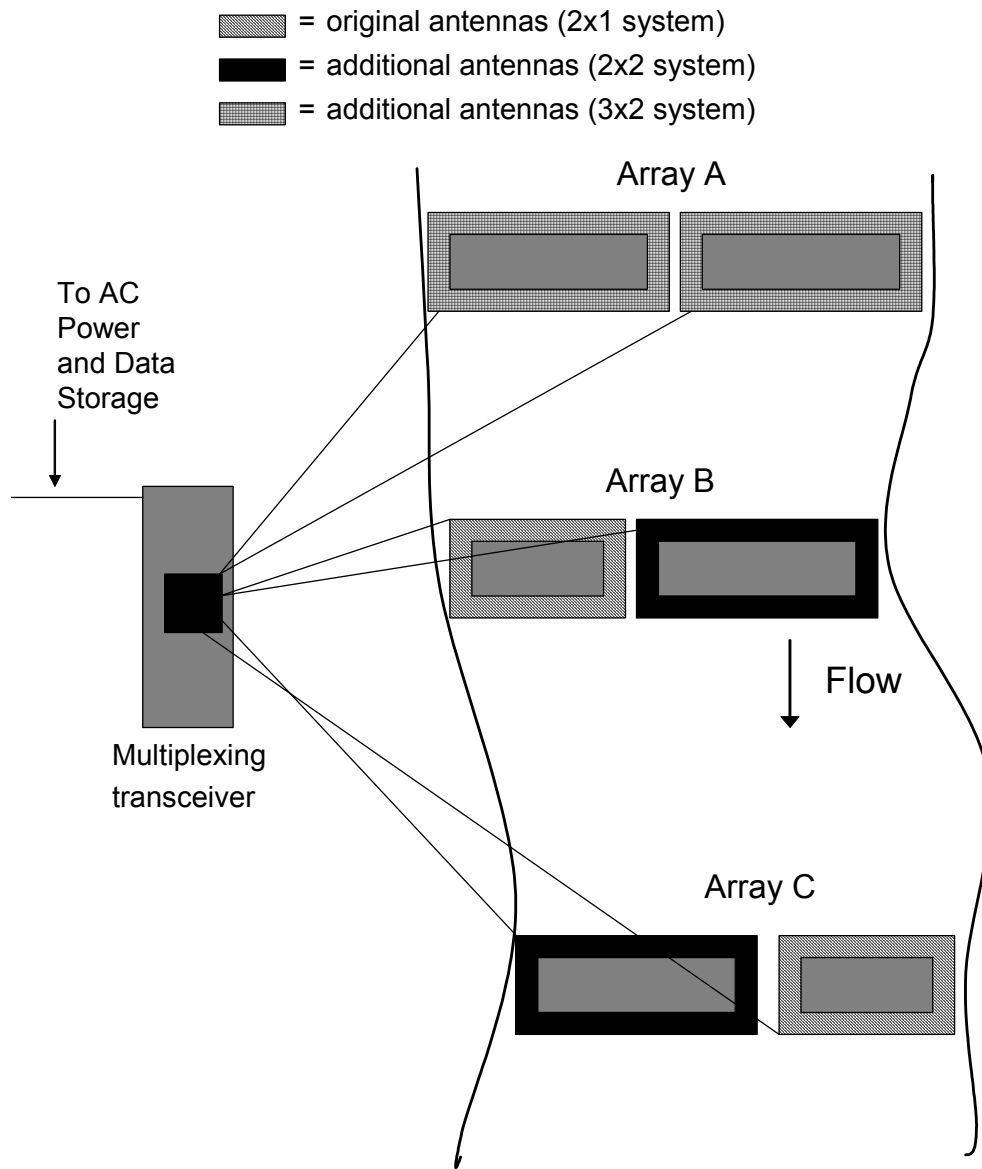 = original antennas (2x1 system)
= additional antennas (2x2 system)
= additional antennas (3x2 system)
Array A
To AC
Power
and Data
Storage
Array B
Flow
Multiplexing
transceiver
Array C